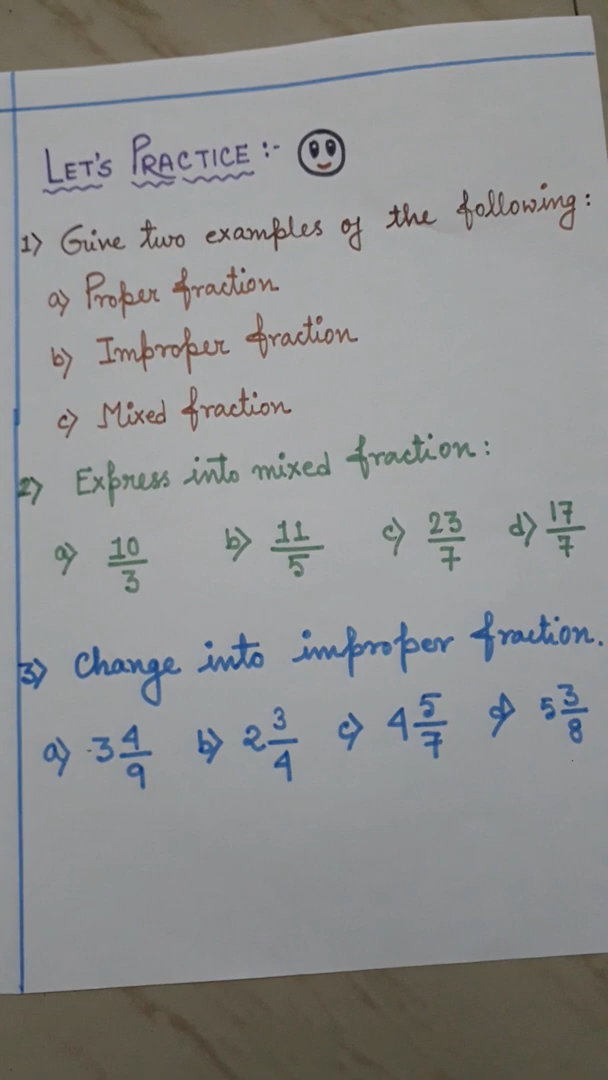 LET'S PRACTICE :-
1) Give two examples of the following :
a) Proper fraction
b) Improper fraction
c) Mixed fraction
2) Express into mixed fraction :
a) 10/3 b) 11/5 c) 23/7 d) 17/7
3) Change into improper fraction.
a) 3 4/9 b) 2 3/4 c) 4 5/7 d) 5 3/8